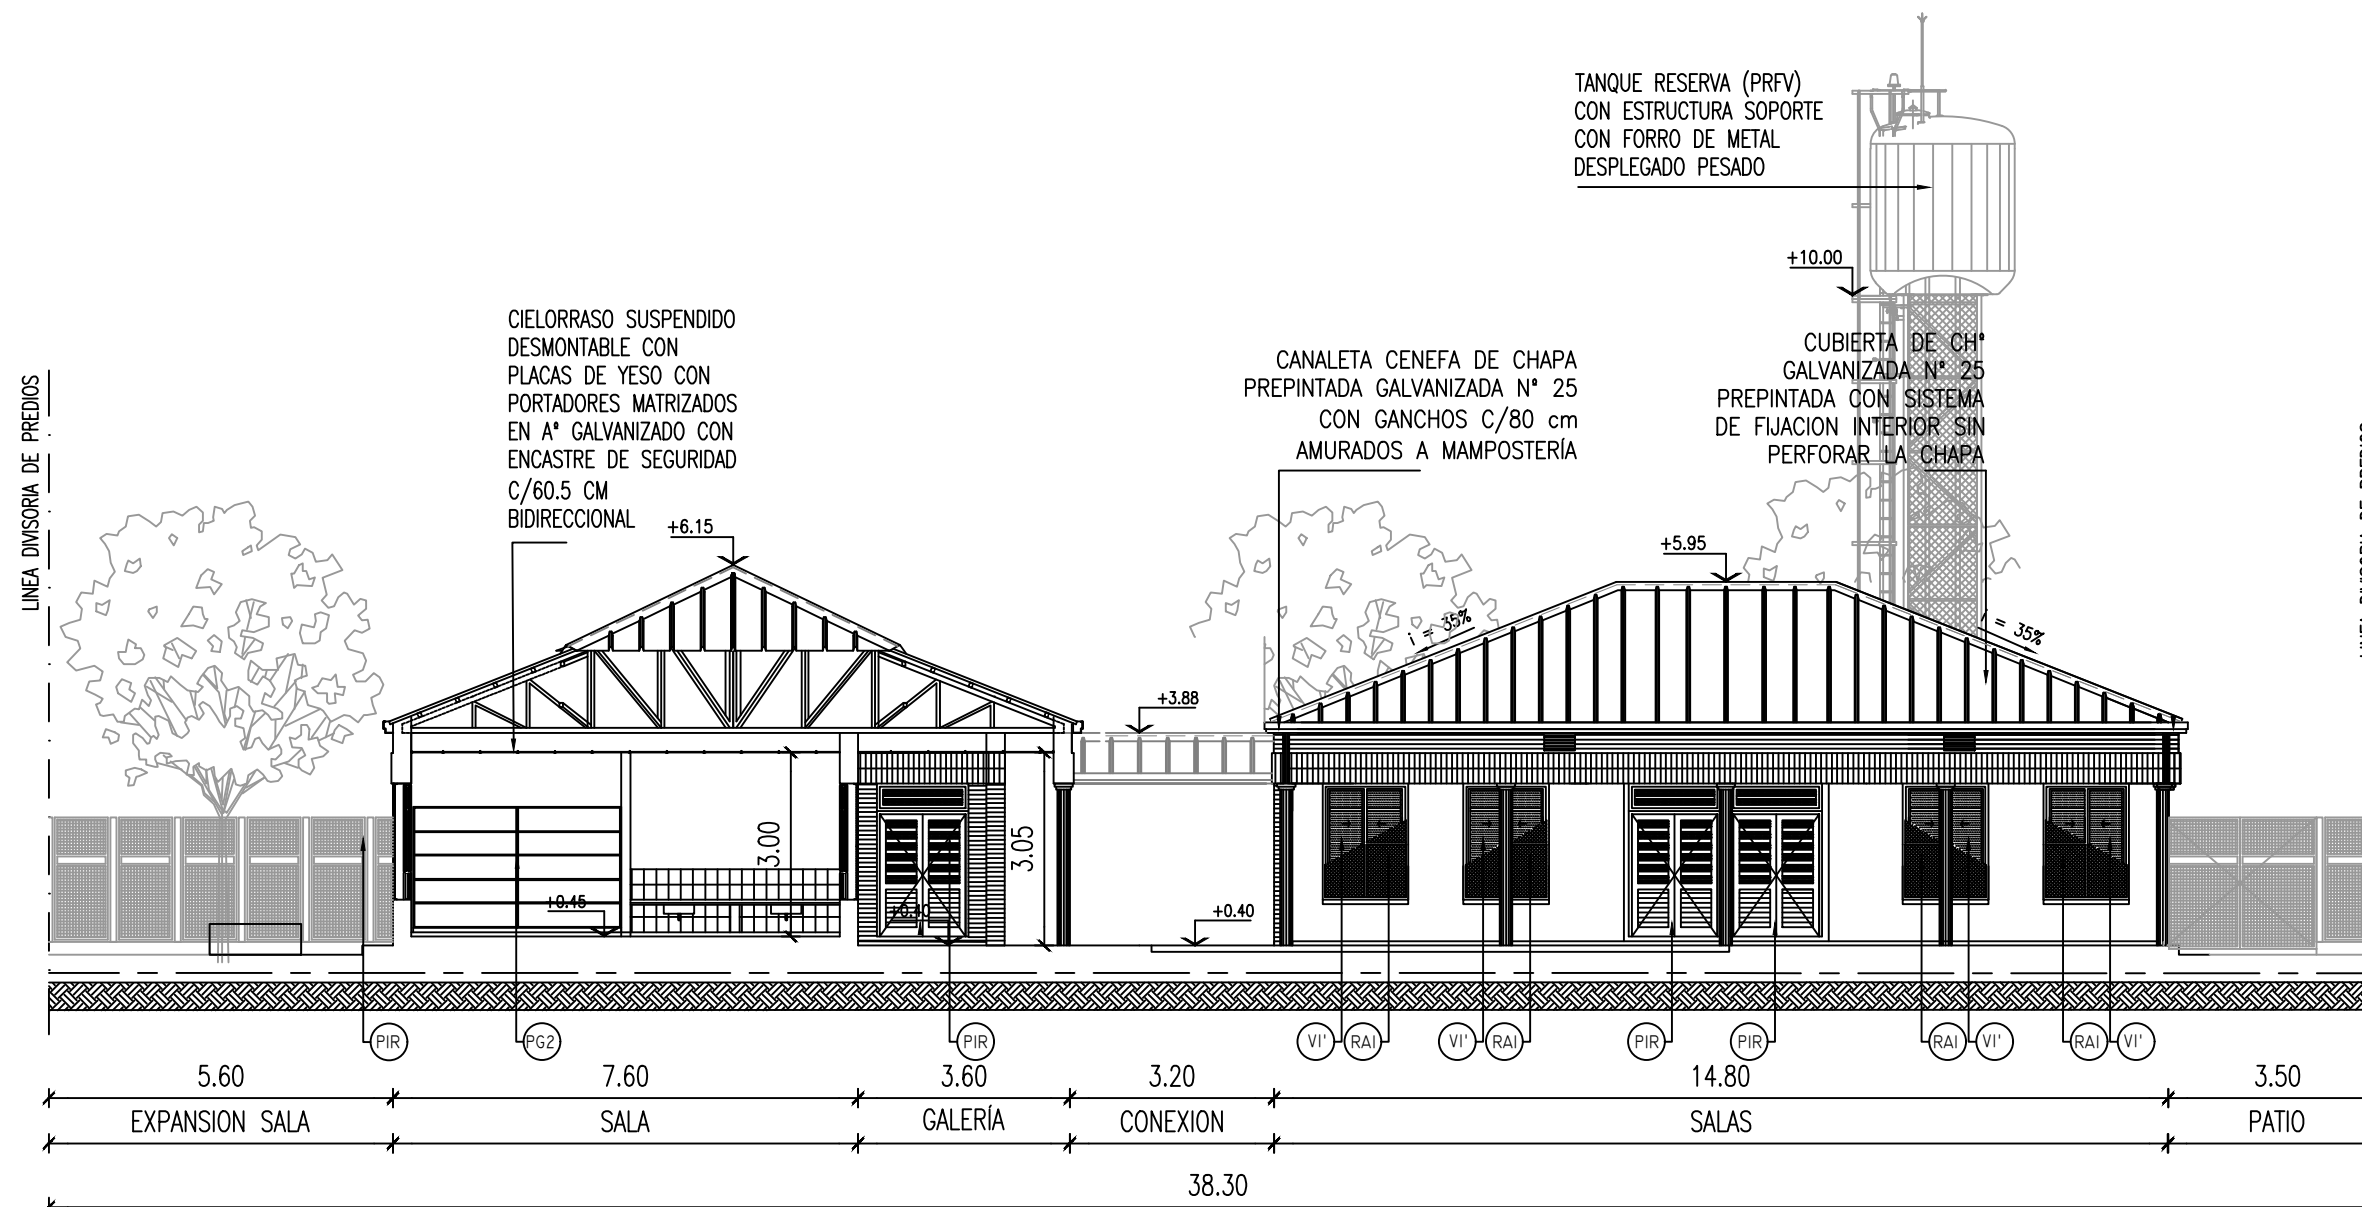 TANQUE RESERVA (PRFV)
CON ESTRUCTURA SOPORTE
CON FORRO DE METAL
DESPLEGADO PESADO
+10.00
CIELORRASO SUSPENDIDO
DESMONTABLE CON
PLACAS DE YESO CON
PORTADORES MATRIZADOS
EN Aº GALVANIZADO CON
ENCASTRE DE SEGURIDAD
C/60.5 CM
BIDIRECCIONAL
CANALETA CENEFA DE CHAPA
PREPINTADA GALVANIZADA Nº 25
CON GANCHOS C/80 cm
AMURADOS A MAMPOSTERÍA
CUBIERTA DE CHº
GALVANIZADA Nº 25
PREPINTADA CON SISTEMA
DE FIJACION INTERIOR SIN
PERFORAR LA CHAPA
LINEA DIVISORIA DE PREDIOS
+6.15
+5.95
i = 35%
= 35%
+3.88
3.00
3.05
+0.45
+0.40
+0.40
PIR
PG2
PIR
VI'
RAI
VI'
RAI
PIR
PIR
RAI
VI'
RAI
VI'
5.60
7.60
3.60
3.20
14.80
3.50
EXPANSION SALA
SALA
GALERÍA
CONEXION
SALAS
PATIO
38.30